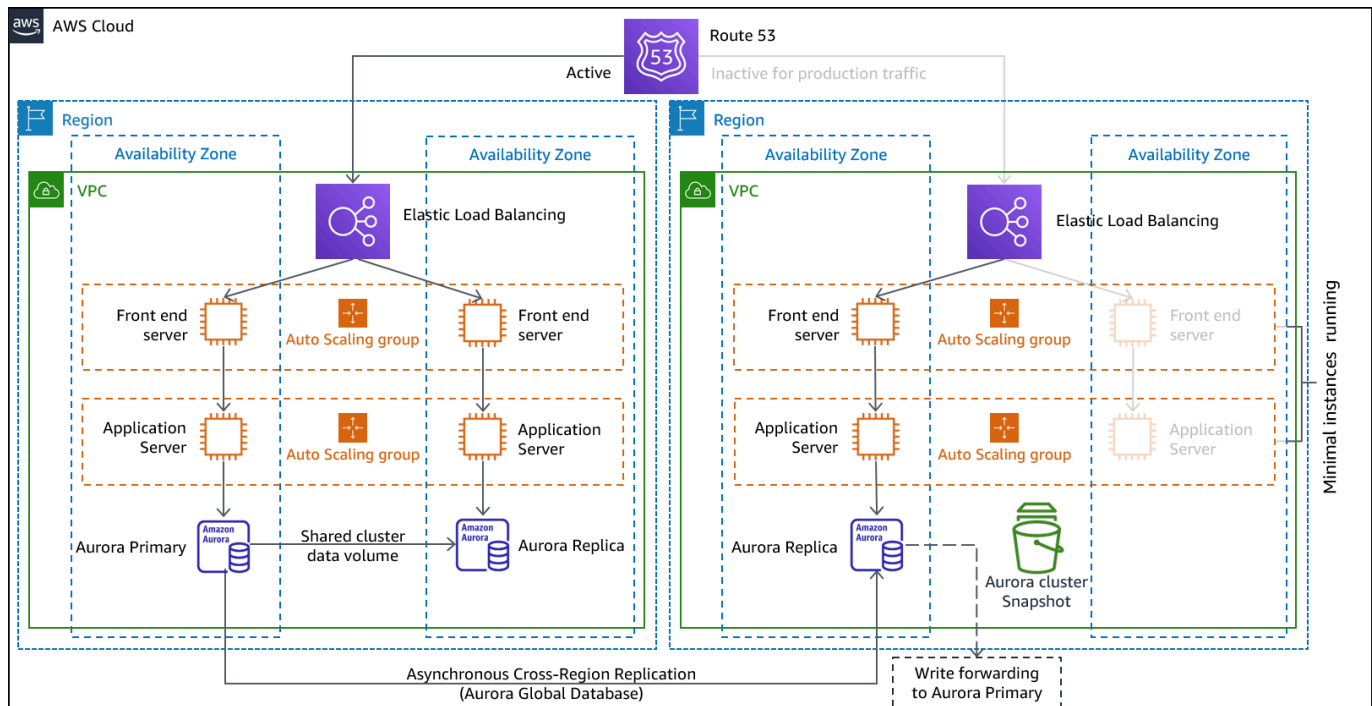 aws
AWS Cloud
Route 53
53
Active
Inactive for production traffic
Region
Availability Zone
Availability Zone
VPC
Elastic Load Balancing
Front end
server
Auto Scaling group
Front end
server
Application
Server
Auto Scaling group
Application
Server
Aurora Primary
Amazon
Aurora
Shared cluster
data volume
Amazon
Aurora
Aurora Replica
Region
Availability Zone
Availability Zone
VPC
Elastic Load Balancing
Front end
server
Auto Scaling group
Front end
server
Application
Server
Auto Scaling group
Application
Server
Minimal instances running
Aurora Replica
Amazon
Aurora
Aurora cluster
Snapshot
Asynchronous Cross-Region Replication
(Aurora Global Database)
Write forwarding
to Aurora Primary